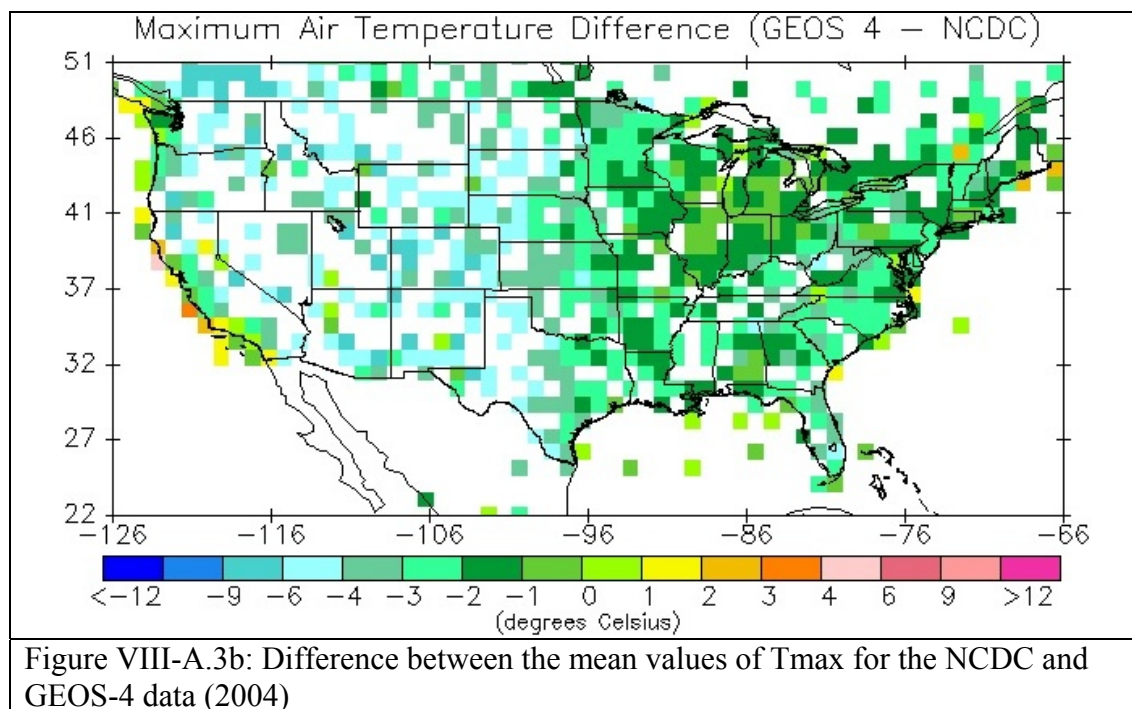 Maximum Air Temperature Difference (GEOS 4 – NCDC)
51
46
41
37
32
27
22
-126 -116 -106 -96 -86 -76 -66
<-12 -9 -6 -4 -3 -2 -1 0 1 2 3 4 6 9 >12
(degrees Celsius)
Figure VIII-A.3b: Difference between the mean values of Tmax for the NCDC and
GEOS-4 data (2004)